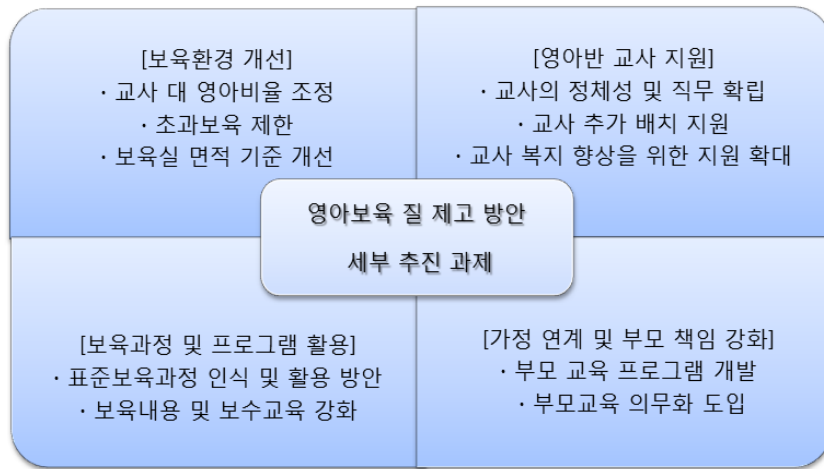 [보육환경 개선]
· 교사 대 영아비율 조정
· 초과보육 제한
· 보육실 면적 기준 개선
[영아반 교사 지원]
· 교사의 정체성 및 직무 확립
· 교사 추가 배치 지원
· 교사 복지 향상을 위한 지원 확대
영아보육 질 제고 방안
세부 추진 과제
[보육과정 및 프로그램 활용]
· 표준보육과정 인식 및 활용 방안
· 보육내용 및 보수교육 강화
[가정 연계 및 부모 책임 강화]
· 부모 교육 프로그램 개발
· 부모교육 의무화 도입